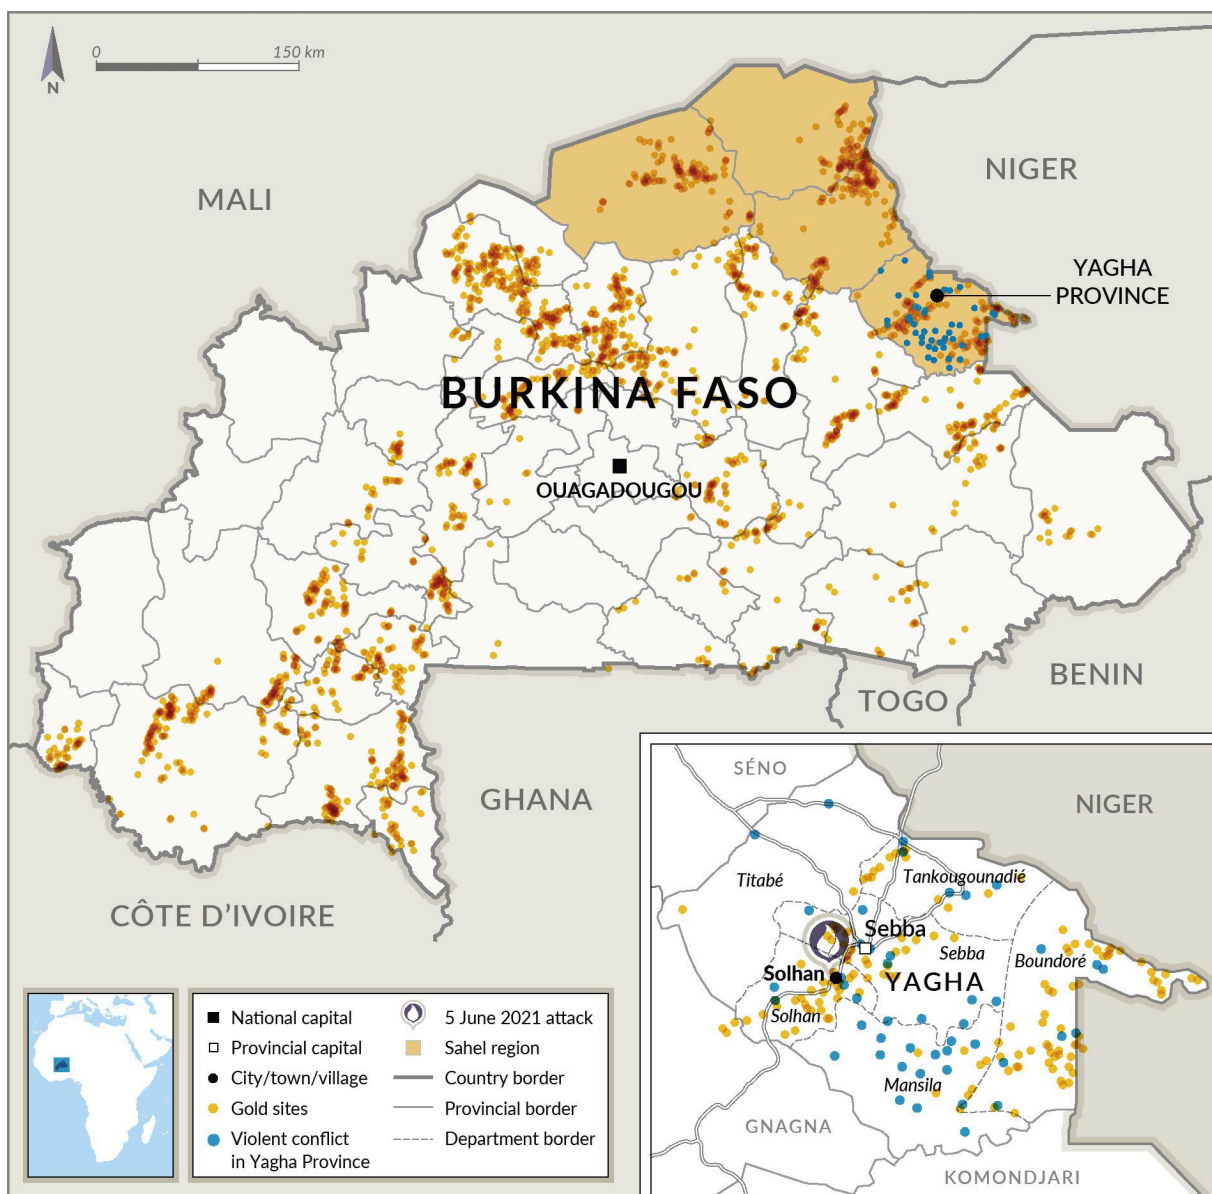 N
0
150 km
MALI
NIGER
YAGHA
PROVINCE
BURKINA FASO
OUAGADOUGOU
BENIN
TOGO
GHANA
CÔTE D'IVOIRE
National capital
Provincial capital
City/town/village
Gold sites
Violent conflict
in Yagha Province
5 June 2021 attack
Sahel region
Country border
Provincial border
Department border
SÉNO
NIGER
Titabé
Tankougounadié
Sebba
Sebba
Boundoré
Solhan
YAGHA
Solhan
Mansila
GNAGNA
KOMONDJARI